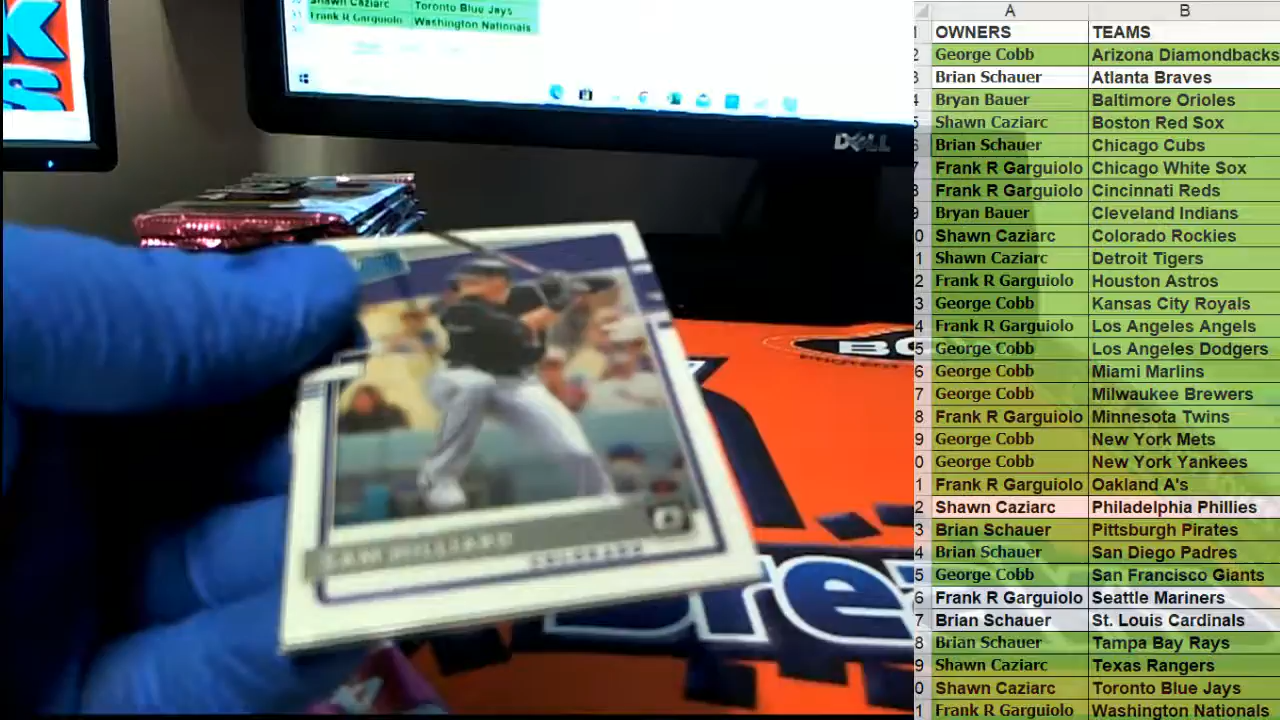 Shawn Caziarc Toronto Blue Jays
Frank R Garguiolo Washington Nationals
DELL
SAM HILLIARD
COLORADO
A B
OWNERS TEAMS
George Cobb Arizona Diamondbacks
Brian Schauer Atlanta Braves
Bryan Bauer Baltimore Orioles
Shawn Caziarc Boston Red Sox
Brian Schauer Chicago Cubs
Frank R Garguiolo Chicago White Sox
Frank R Garguiolo Cincinnati Reds
Bryan Bauer Cleveland Indians
Shawn Caziarc Colorado Rockies
Shawn Caziarc Detroit Tigers
Frank R Garguiolo Houston Astros
George Cobb Kansas City Royals
Frank R Garguiolo Los Angeles Angels
George Cobb Los Angeles Dodgers
George Cobb Miami Marlins
George Cobb Milwaukee Brewers
Frank R Garguiolo Minnesota Twins
George Cobb New York Mets
George Cobb New York Yankees
Frank R Garguiolo Oakland A's
Shawn Caziarc Philadelphia Phillies
Brian Schauer Pittsburgh Pirates
Brian Schauer San Diego Padres
George Cobb San Francisco Giants
Frank R Garguiolo Seattle Mariners
Brian Schauer St. Louis Cardinals
Brian Schauer Tampa Bay Rays
Shawn Caziarc Texas Rangers
Shawn Caziarc Toronto Blue Jays
Frank R Garguiolo Washington Nationals